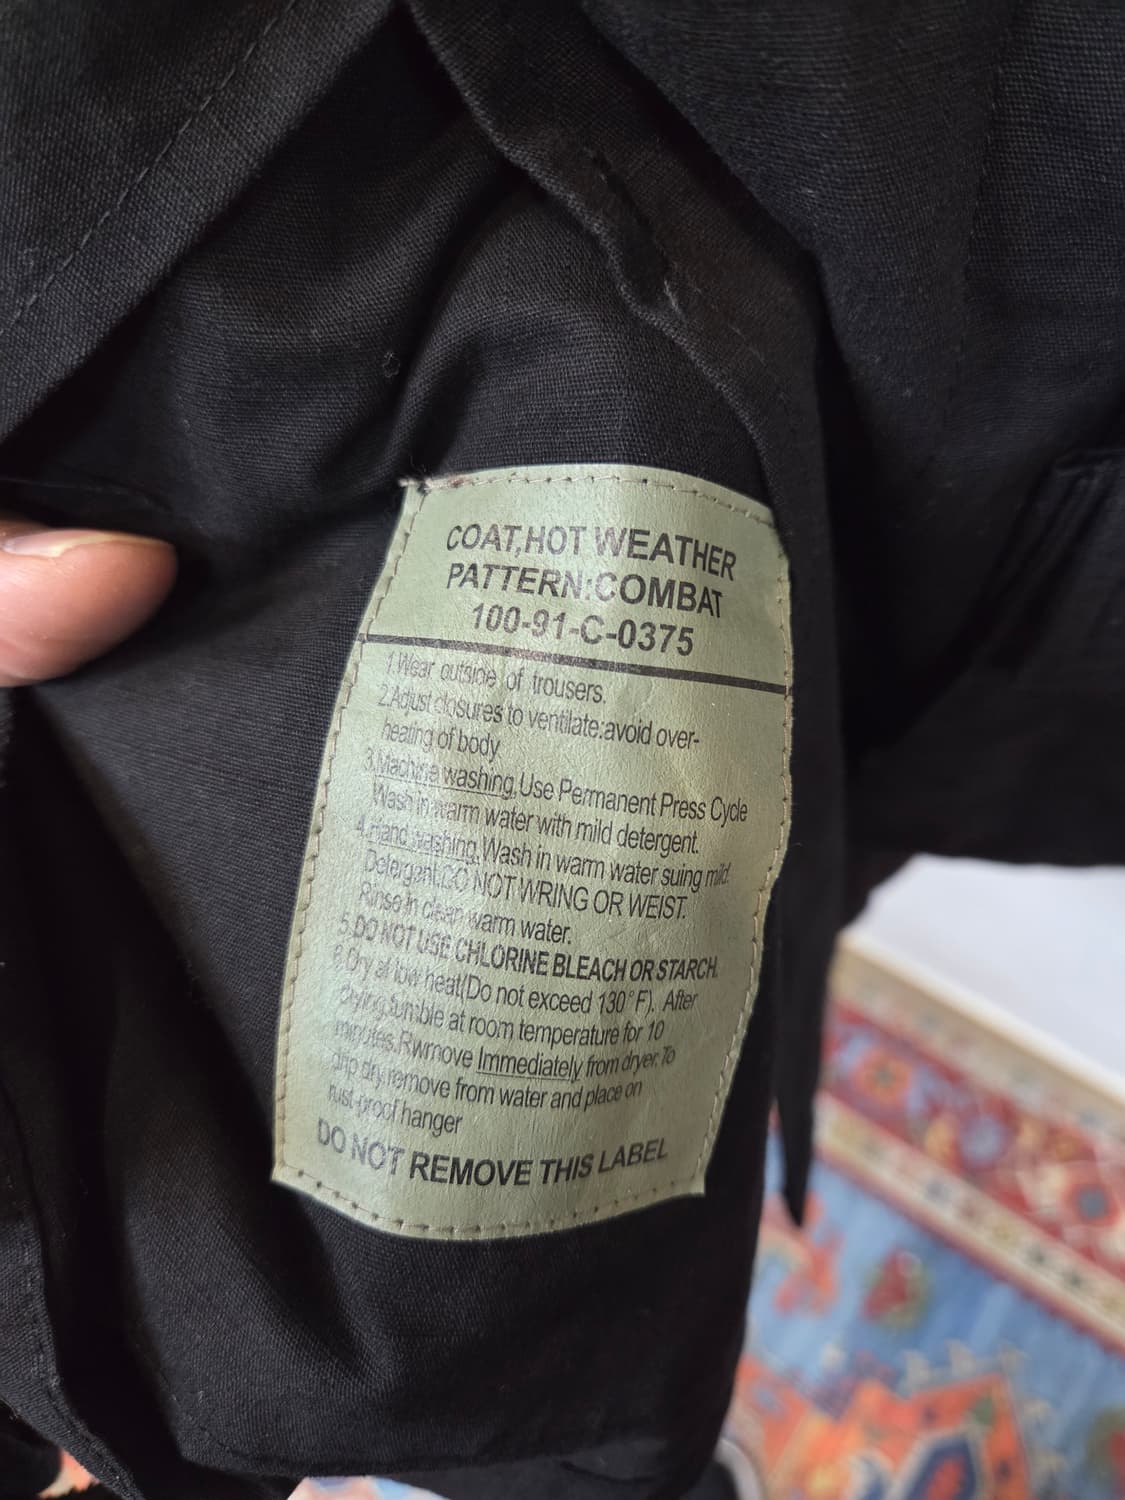 COAT,HOT WEATHER
PATTERN:COMBAT
100-91-C-0375
1.Wear outside of trousers.
2.Adjust closures to ventilate:avoid over-
heating of body
3.Machine washing.Use Permanent Press Cycle
Wash in warm water with mild detergent.
4.Hand washing.Wash in warm water suing mild.
Detergant.DO NOT WRING OR WEIST.
Rinse in clean warm water.
5.DO NOT USE CHLORINE BLEACH OR STARCH.
6.Dry at low heat(Do not exceed 130°F). After
drying,tumble at room temperature for 10
minutes.Rwmove Immediately from dryer.To
drip dry,remove from water and place on
rust-proof hanger
DO NOT REMOVE THIS LABEL